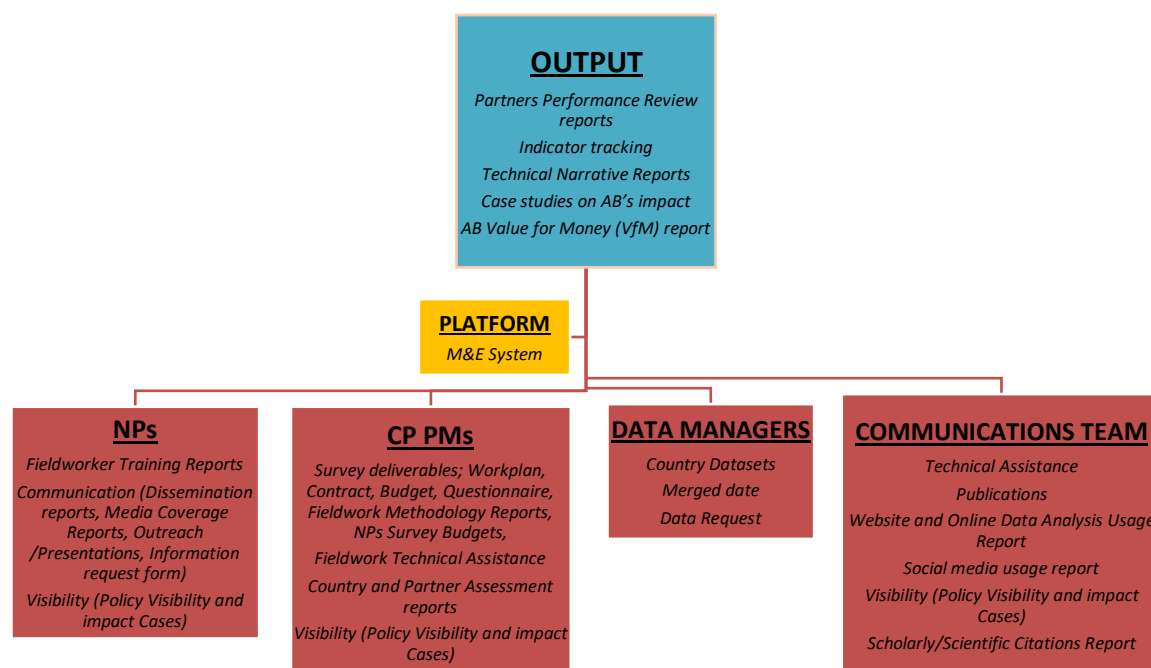 OUTPUT
Partners Performance Review
reports
Indicator tracking
Technical Narrative Reports
Case studies on AB's impact
AB Value for Money (VfM) report
PLATFORM
M&E System
NPs
Fieldworker Training Reports
Communication (Dissemination
reports, Media Coverage
Reports, Outreach
/Presentations, Information
request form)
Visibility (Policy Visibility and
impact Cases)
CP PMs
Survey deliverables; Workplan,
Contract, Budget, Questionnaire,
Fieldwork Methodology Reports,
NPs Survey Budgets,
Fieldwork Technical Assistance
Country and Partner Assessment
reports
Visibility (Policy Visibility and impact
Cases)
DATA MANAGERS
Country Datasets
Merged date
Data Request
COMMUNICATIONS TEAM
Technical Assistance
Publications
Website and Online Data Analysis Usage
Report
Social media usage report
Visibility (Policy Visibility and impact
Cases)
Scholarly/Scientific Citations Report